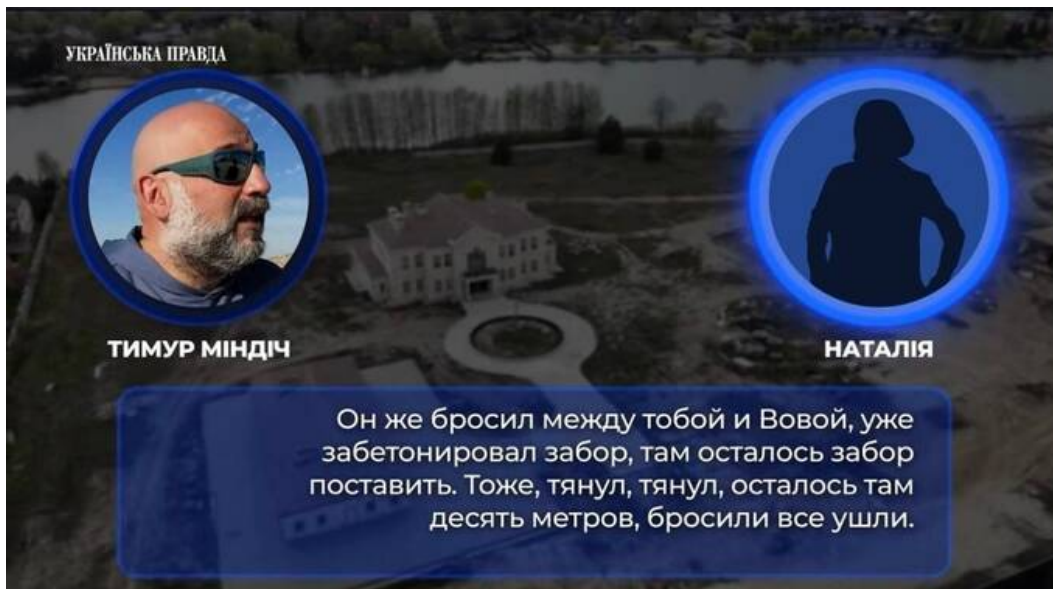 УКРАЇНСЬКА ПРАВДА
ТИМУР МІНДІЧ
НАТАЛІЯ
Он же бросил между тобой и Вовой, уже
забетонировал забор, там осталось забор
поставить. Тоже, тянул, тянул, осталось там
десять метров, бросили все ушли.